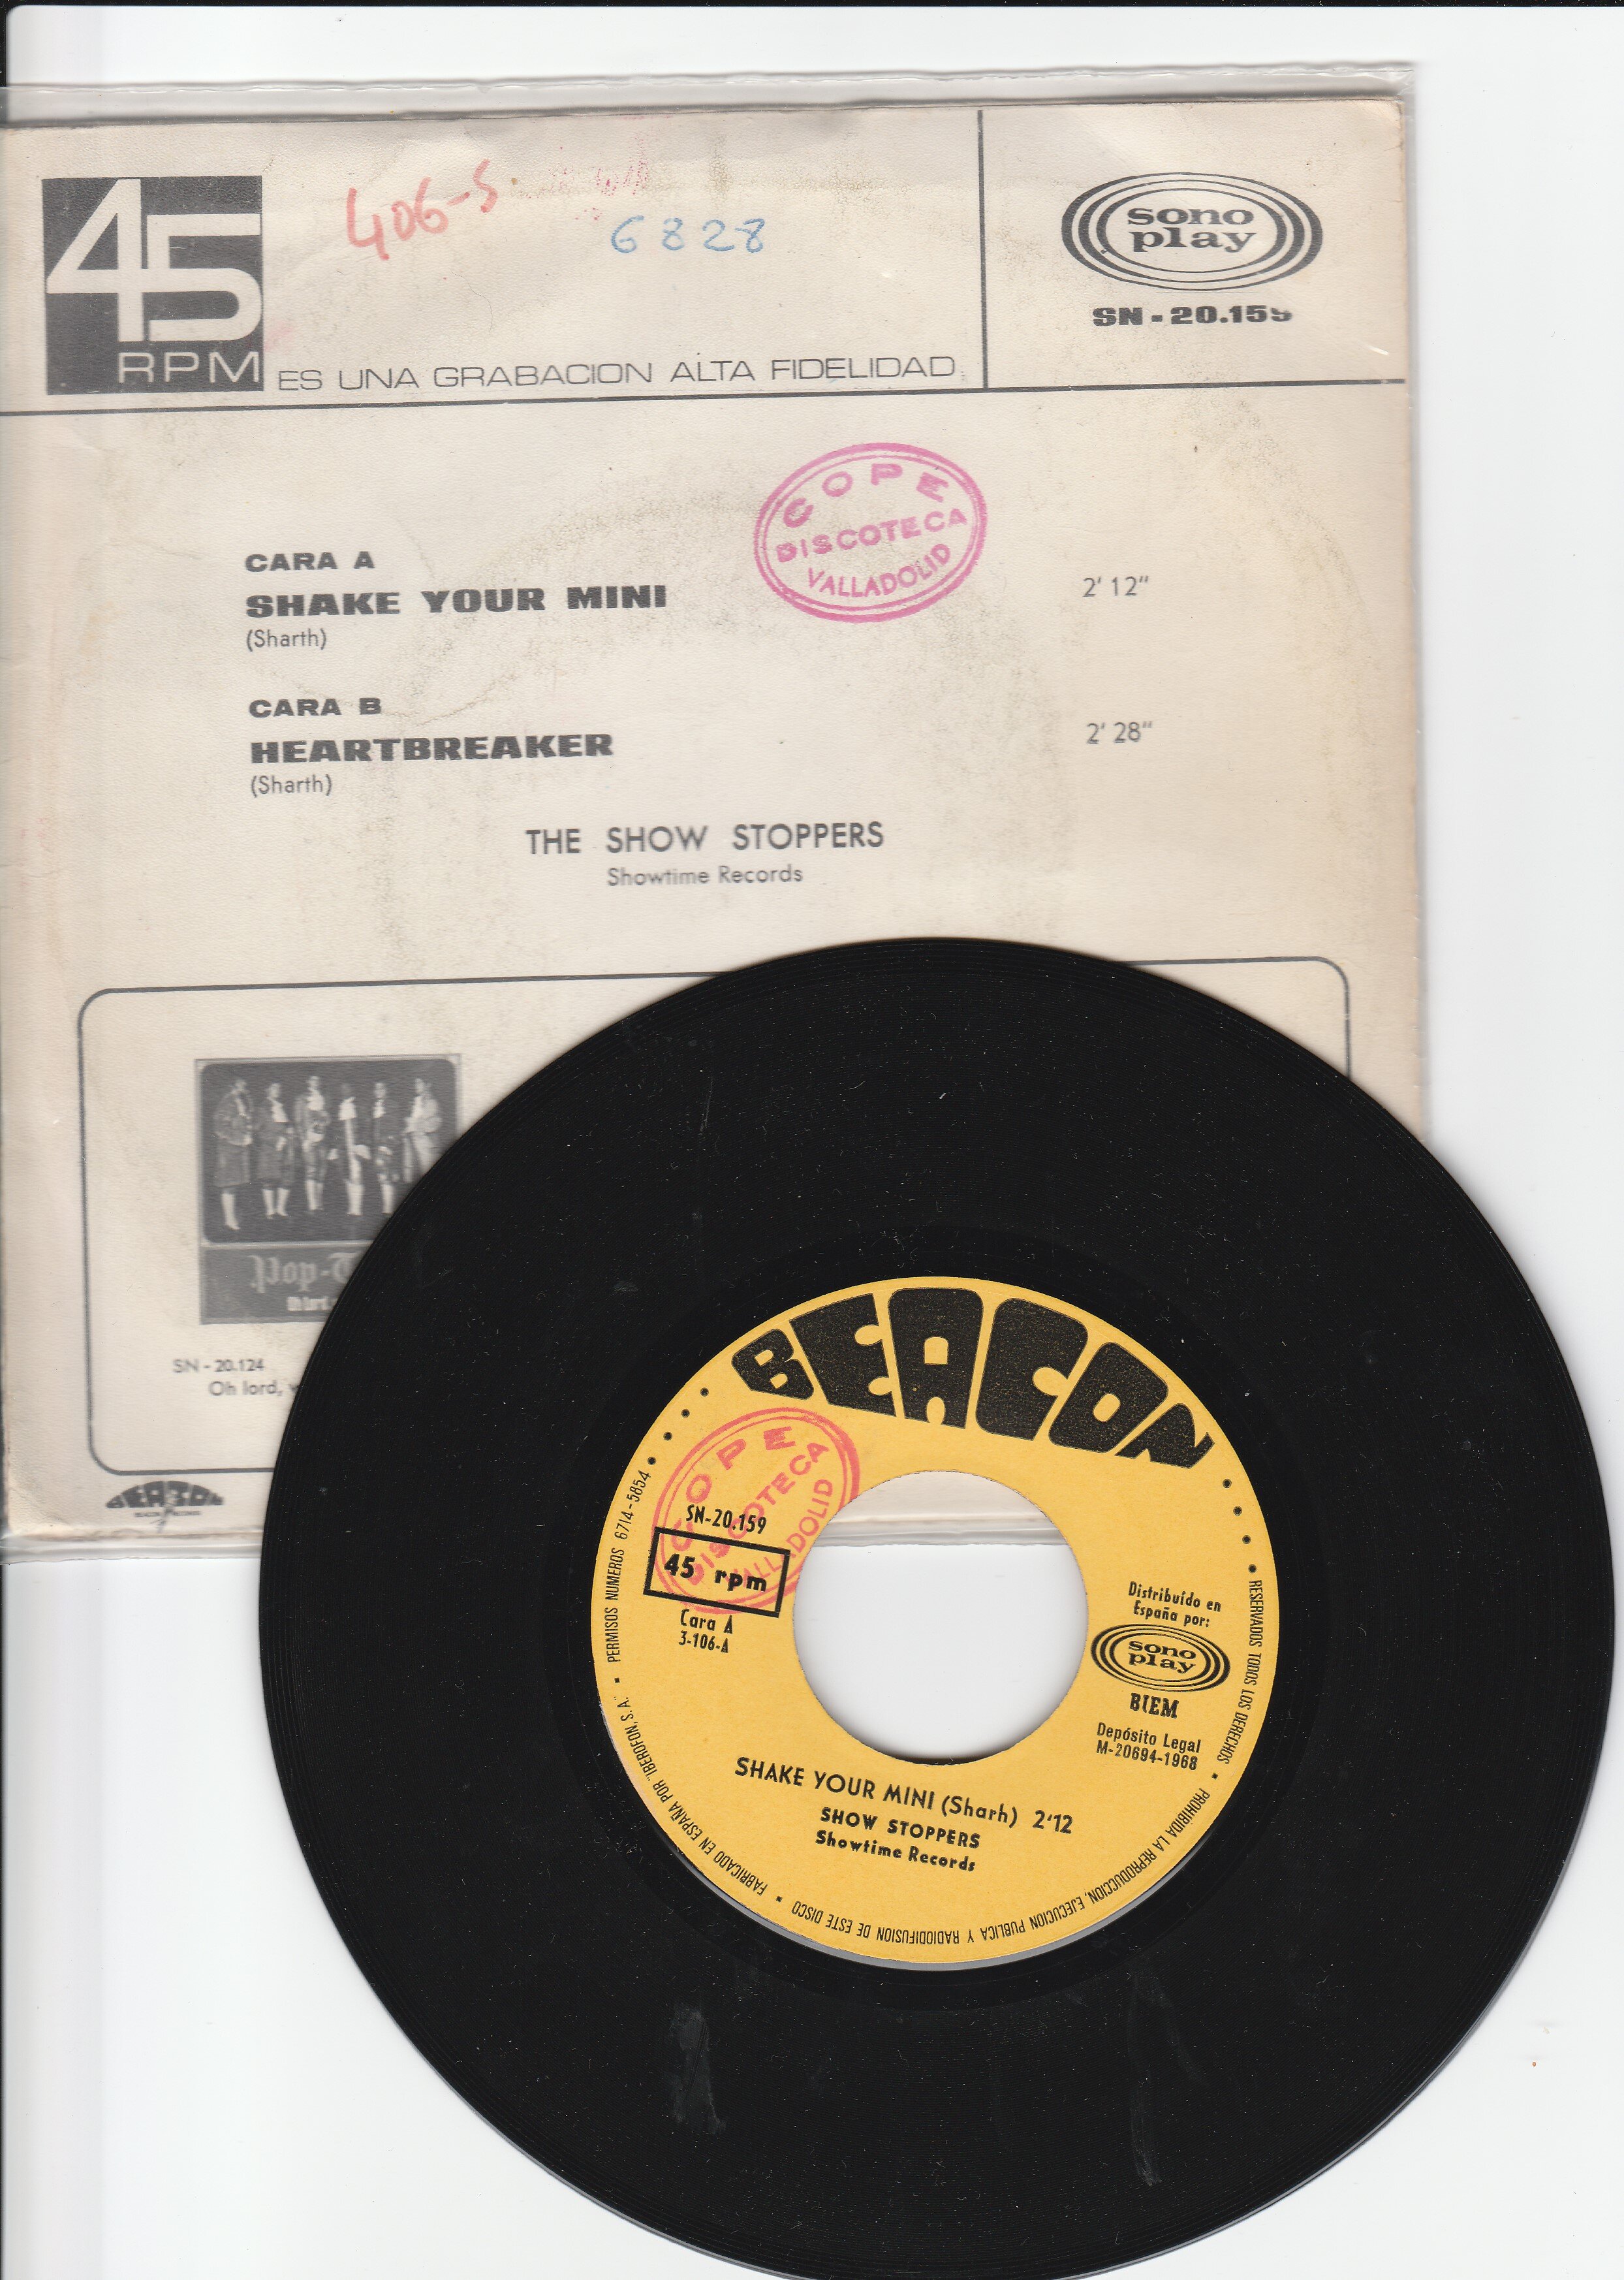 45
RPM
ES UNA GRABACION ALTA FIDELIDAD
406-S
6828
sono
play
SN - 20.159
COPE
DISCOTECA
VALLADOLID
CARA A
SHAKE YOUR MINI
2' 12"
(Sharth)
CARA B
HEARTBREAKER
2' 28"
(Sharth)
THE SHOW STOPPERS
Showtime Records
Pop-
Oh lord,
SN - 20.124
Oh lord,
BEACON
BEACON
COPE
DISCOTECA
VALLADOLID
SN-20.159
45 rpm
Cara A
3-106-A
Distribuído en
España por:
sono
play
BIEM
Depósito Legal
M-20694-1968
SHAKE YOUR MINI (Sharh) 2'12
SHOW STOPPERS
Showtime Records
RESERVADOS TODOS LOS DERECHOS • PROHIBIDA LA REPRODUCCION, EJECUCION PUBLICA Y RADIODIFUSION DE ESTE DISCO • FABRICADO EN ESPAÑA POR "IBEROFON, S. A." • PERMISOS NUMEROS 6714-5854